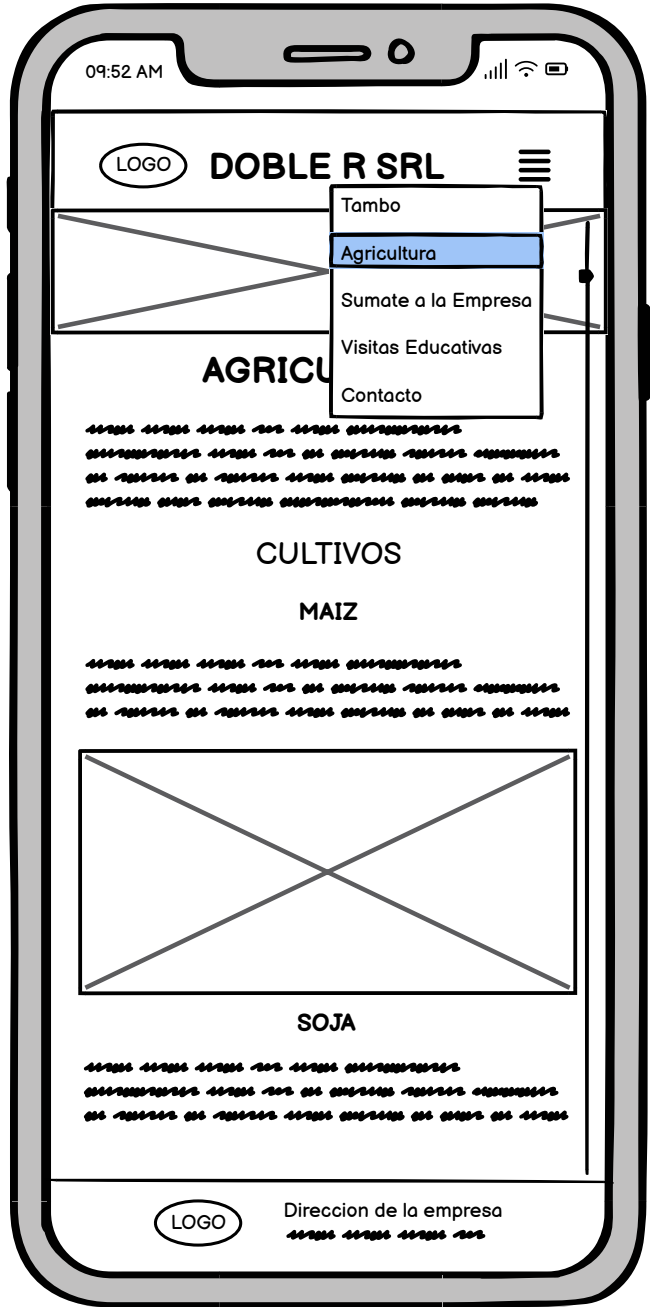 09:52 AM
LOGO
DOBLE R SRL
Tambo
Agricultura
Sumate a la Empresa
Visitas Educativas
Contacto
CULTIVOS
MAIZ
SOJA
LOGO
Direccion de la empresa